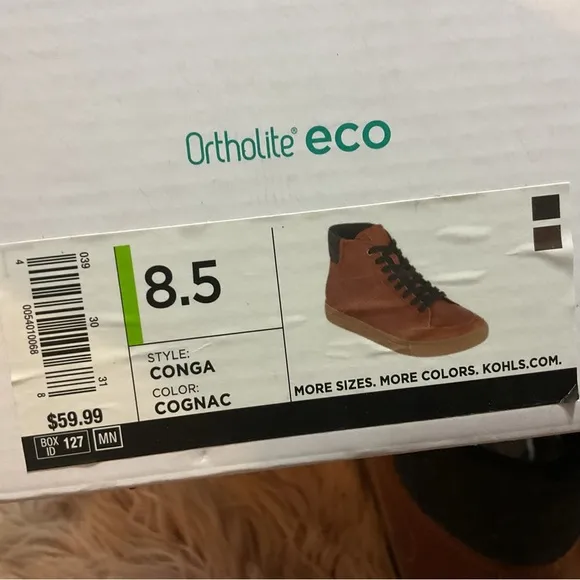 Ortholite® eco
4
039
0054010068
30
31
8
8.5
STYLE:
CONGA
COLOR:
COGNAC
$59.99
BOX ID 127 MN
MORE SIZES. MORE COLORS. KOHLS.COM.